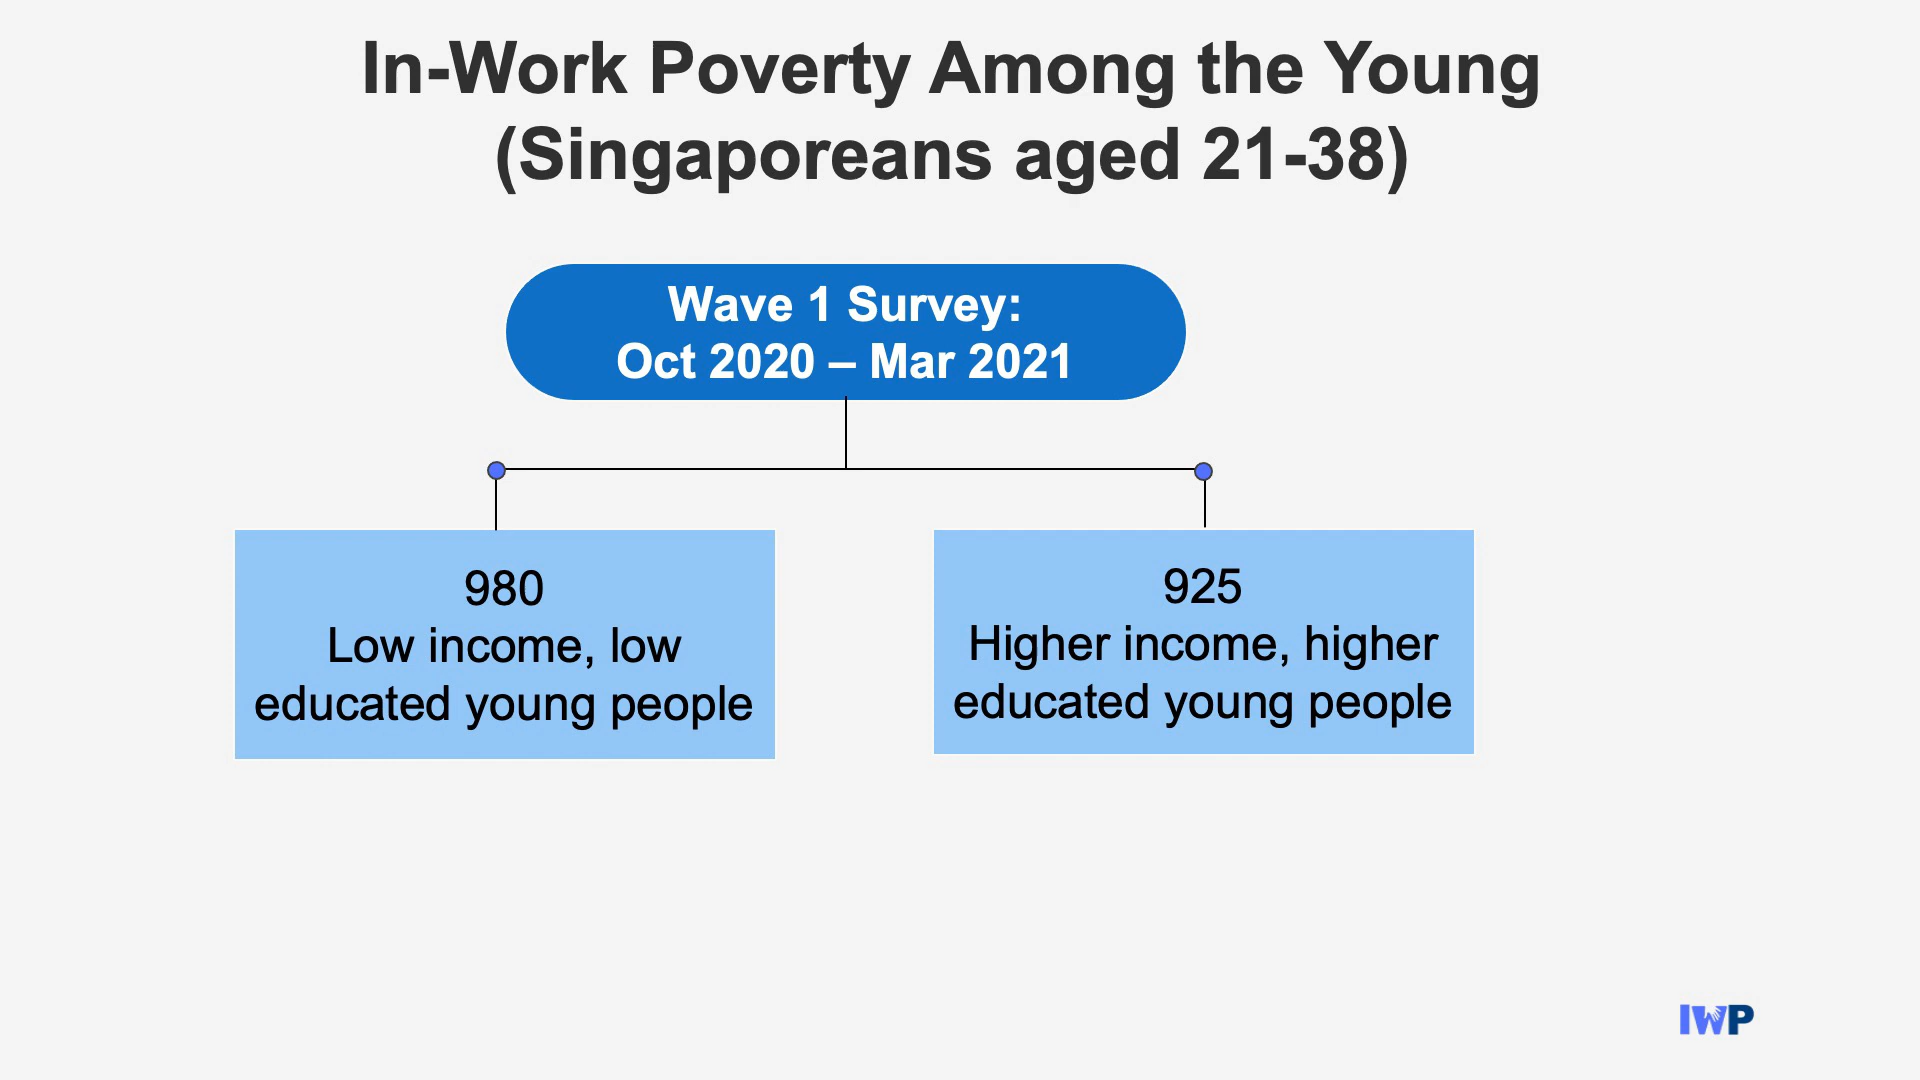 In-Work Poverty Among the Young
(Singaporeans aged 21-38)
Wave 1 Survey:
Oct 2020 – Mar 2021
980
Low income, low
educated young people
925
Higher income, higher
educated young people
IWP